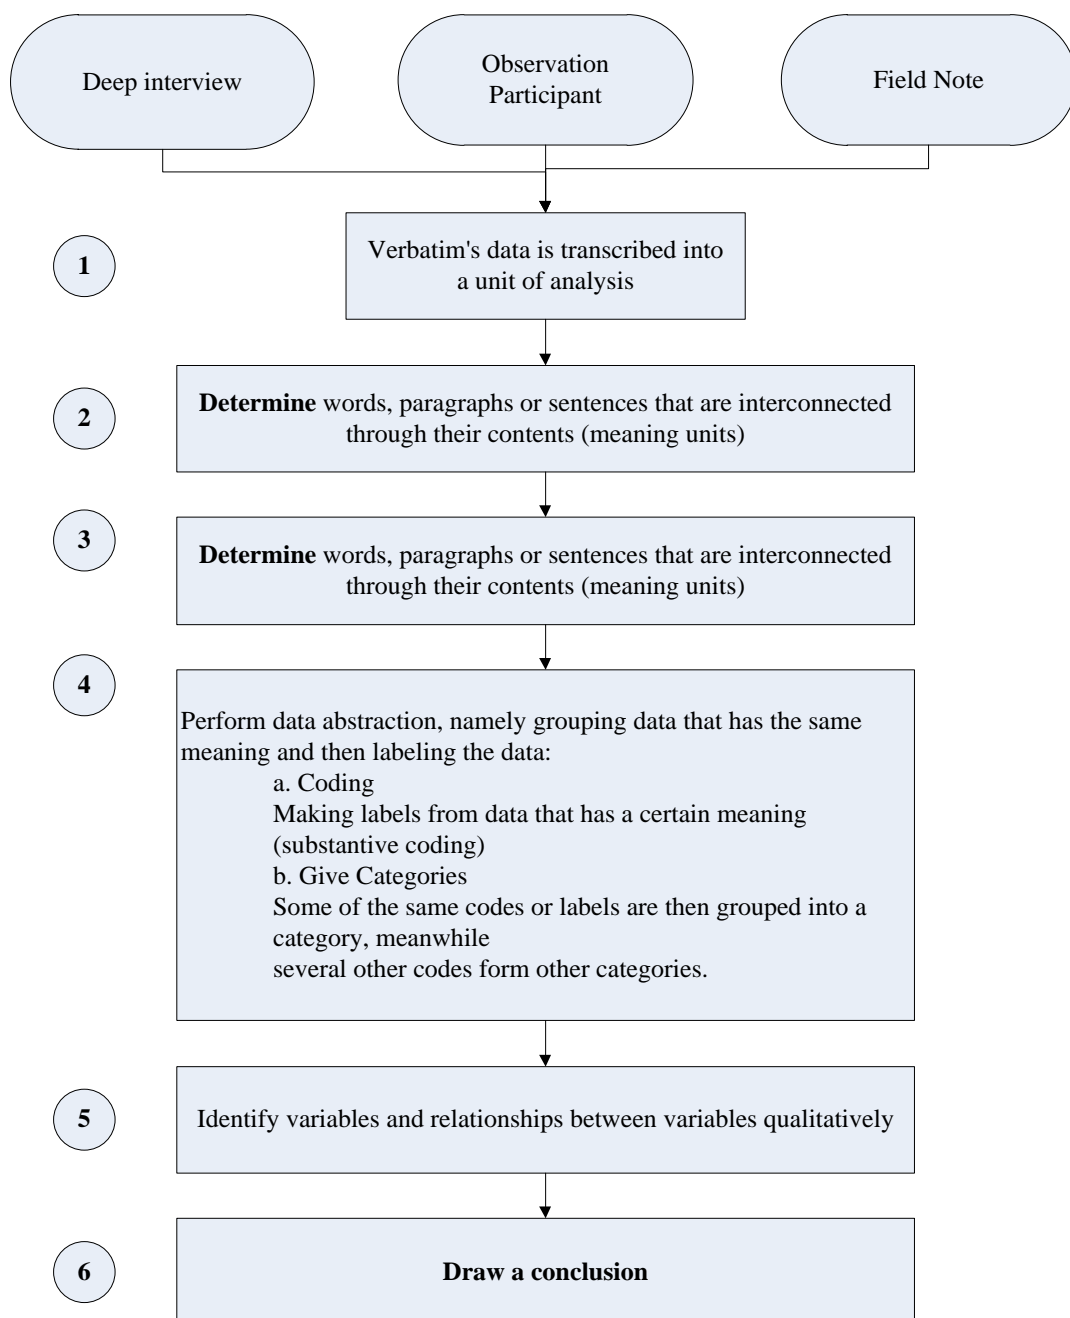 Deep interview
Observation
Participant
Field Note
1
Verbatim's data is transcribed into
a unit of analysis
2
Determine words, paragraphs or sentences that are interconnected
through their contents (meaning units)
3
Determine words, paragraphs or sentences that are interconnected
through their contents (meaning units)
4
Perform data abstraction, namely grouping data that has the same
meaning and then labeling the data:
a. Coding
Making labels from data that has a certain meaning
(substantive coding)
b. Give Categories
Some of the same codes or labels are then grouped into a
category, meanwhile
several other codes form other categories.
5
Identify variables and relationships between variables qualitatively
6
Draw a conclusion